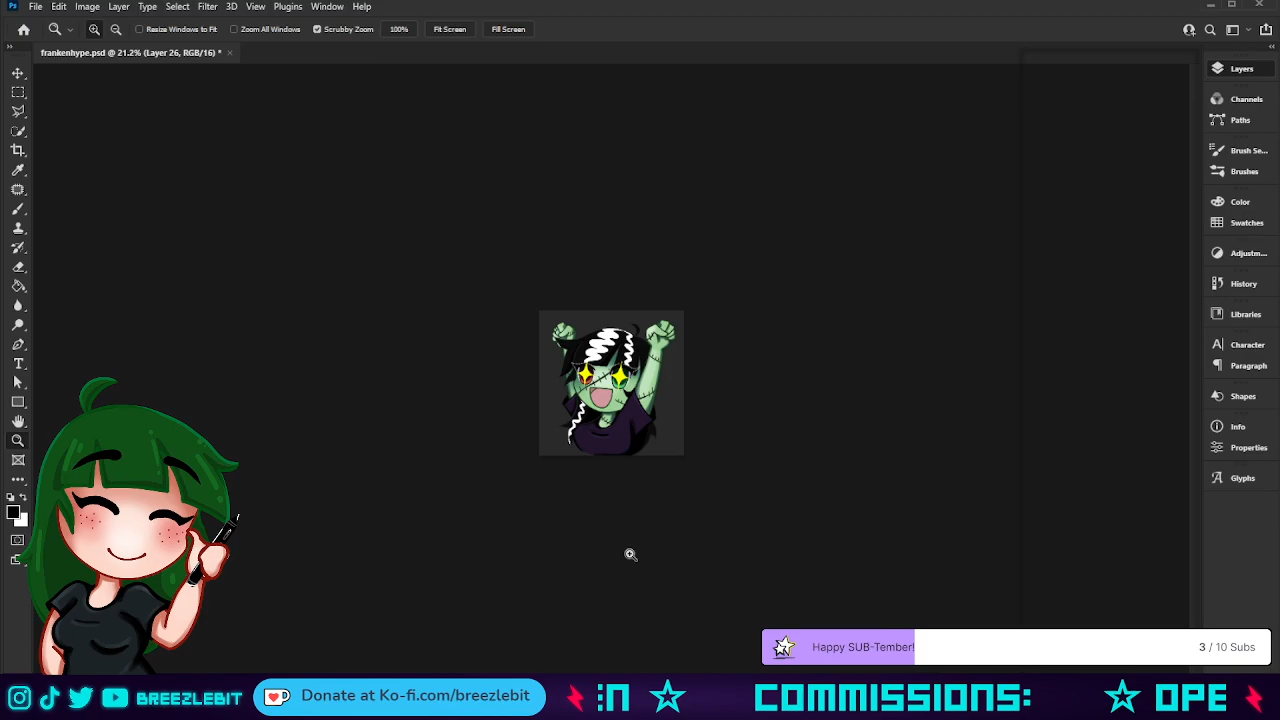 Ps File Edit Image Layer Type Select Filter 3D View Plugins Window Help
Resize Windows to Fit Zoom All Windows Scrubby Zoom 100% Fit Screen Fill Screen
frankenhype.psd @ 21.2% (Layer 26, RGB/16) * ×
Layers
Channels
Paths
Brush Se...
Brushes
Color
Swatches
Adjustm...
History
Libraries
Character
Paragraph
Shapes
Info
Properties
Glyphs
Happy SUB-Tember! 3 / 10 Subs
BREEZLEBIT Donate at Ko-fi.com/breezlebit :N COMMISSIONS: OPE